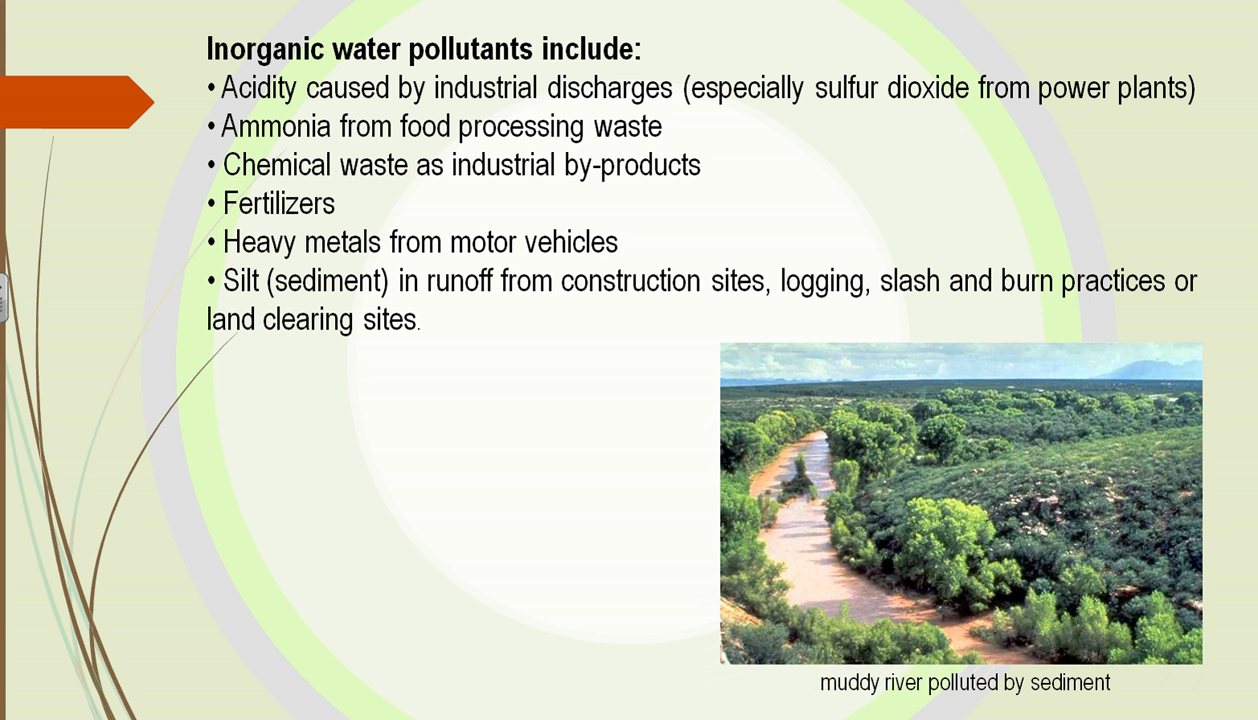 Inorganic water pollutants include:
• Acidity caused by industrial discharges (especially sulfur dioxide from power plants)
• Ammonia from food processing waste
• Chemical waste as industrial by-products
• Fertilizers
• Heavy metals from motor vehicles
• Silt (sediment) in runoff from construction sites, logging, slash and burn practices or
land clearing sites.
muddy river polluted by sediment